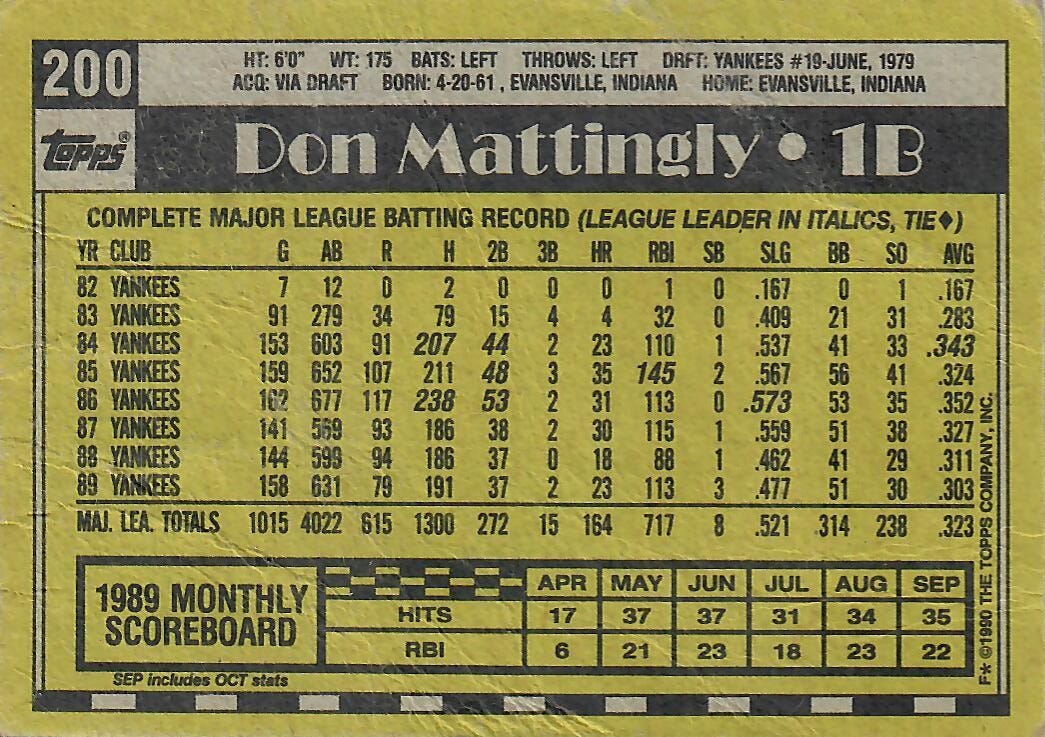 200
HT: 6'0" WT: 175 BATS: LEFT THROWS: LEFT DRFT: YANKEES #19-JUNE, 1979
ACQ: VIA DRAFT BORN: 4-20-61, EVANSVILLE, INDIANA HOME: EVANSVILLE, INDIANA
topps®
Don Mattingly • 1B
COMPLETE MAJOR LEAGUE BATTING RECORD (LEAGUE LEADER IN ITALICS, TIE♦)
YR CLUB G AB R H 2B 3B HR RBI SB SLG BB SO AVG
82 YANKEES 7 12 0 2 0 0 0 1 0 .167 0 1 .167
83 YANKEES 91 279 34 79 15 4 4 32 0 .409 21 31 .283
84 YANKEES 153 603 91 207 44 2 23 110 1 .537 41 33 .343
85 YANKEES 159 652 107 211 48 3 35 145 2 .567 56 41 .324
86 YANKEES 162 677 117 238 53 2 31 113 0 .573 53 35 .352
87 YANKEES 141 569 93 186 38 2 30 115 1 .559 51 38 .327
88 YANKEES 144 599 94 186 37 0 18 88 1 .462 41 29 .311
89 YANKEES 158 631 79 191 37 2 23 113 3 .477 51 30 .303
MAJ. LEA. TOTALS 1015 4022 615 1300 272 15 164 717 8 .521 314 238 .323
1989 MONTHLY
SCOREBOARD
APR MAY JUN JUL AUG SEP
HITS 17 37 37 31 34 35
RBI 6 21 23 18 23 22
SEP includes OCT stats
F* ©1990 THE TOPPS COMPANY, INC.